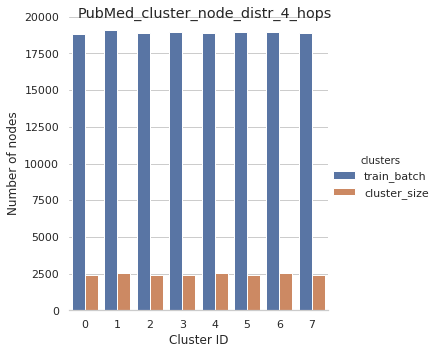 PubMed_cluster_node_distr_4_hops
20000
17500
15000
12500
10000
7500
5000
2500
0
Number of nodes
0 1 2 3 4 5 6 7
Cluster ID
clusters
train_batch
cluster_size